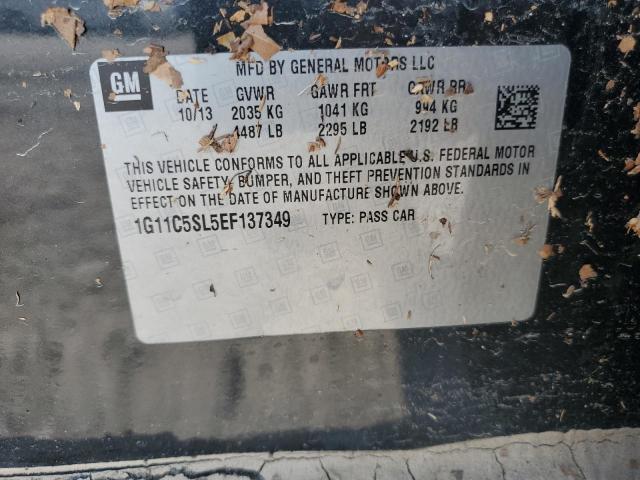 GM
MFD BY GENERAL MOTORS LLC
DATE GVWR GAWR FRT GAWR RR
10/13 2035 KG 1041 KG 994 KG
4487 LB 2295 LB 2192 LB
THIS VEHICLE CONFORMS TO ALL APPLICABLE U.S. FEDERAL MOTOR
VEHICLE SAFETY, BUMPER, AND THEFT PREVENTION STANDARDS IN
EFFECT ON THE DATE OF MANUFACTURE SHOWN ABOVE.
1G11C5SL5EF137349 TYPE: PASS CAR